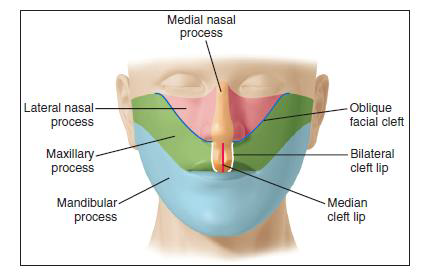 Medial nasal
process
Lateral nasal
process
Maxillary
process
Mandibular
process
Oblique
facial cleft
Bilateral
cleft lip
Median
cleft lip